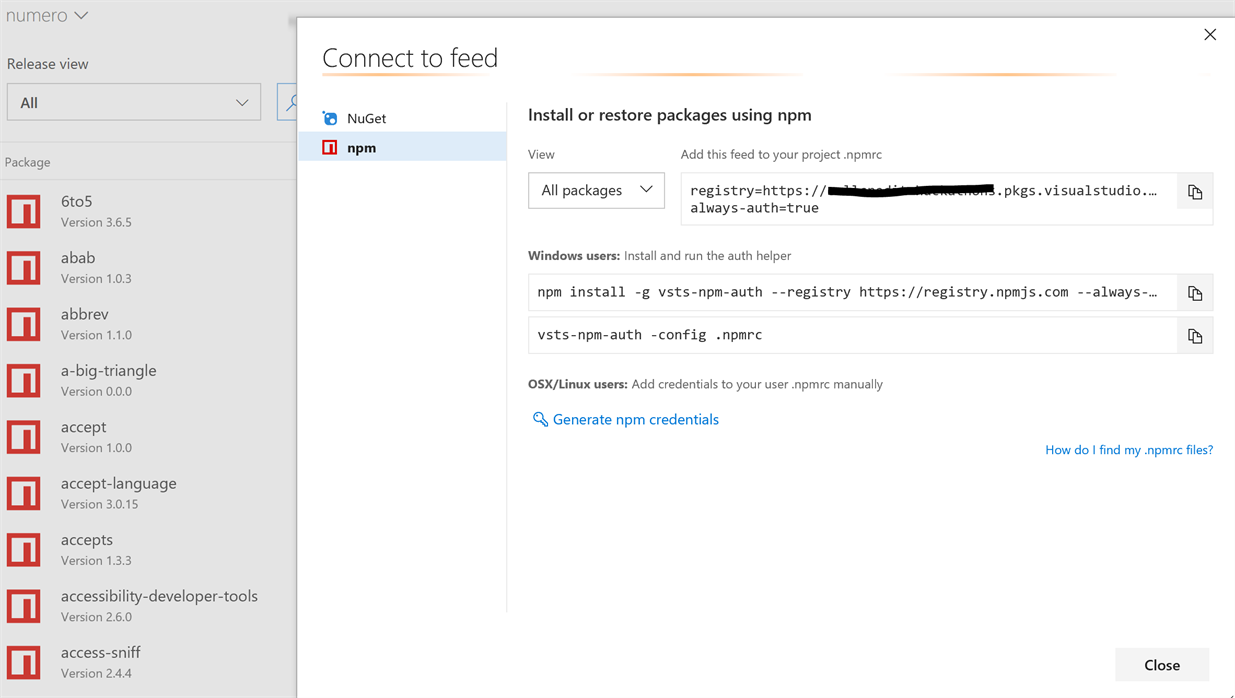 numero
Release view
All
Package
6to5
Version 3.6.5
abab
Version 1.0.3
abbrev
Version 1.1.0
a-big-triangle
Version 0.0.0
accept
Version 1.0.0
accept-language
Version 3.0.15
accepts
Version 1.3.3
accessibility-developer-tools
Version 2.6.0
access-sniff
Version 2.4.4
Connect to feed
NuGet
npm
Install or restore packages using npm
View
All packages
Add this feed to your project .npmrc
registry=https://.pkgs.visualstudio.…
always-auth=true
Windows users: Install and run the auth helper
npm install -g vsts-npm-auth --registry https://registry.npmjs.com --always-…
vsts-npm-auth -config .npmrc
OSX/Linux users: Add credentials to your user .npmrc manually
Generate npm credentials
How do I find my .npmrc files?
Close